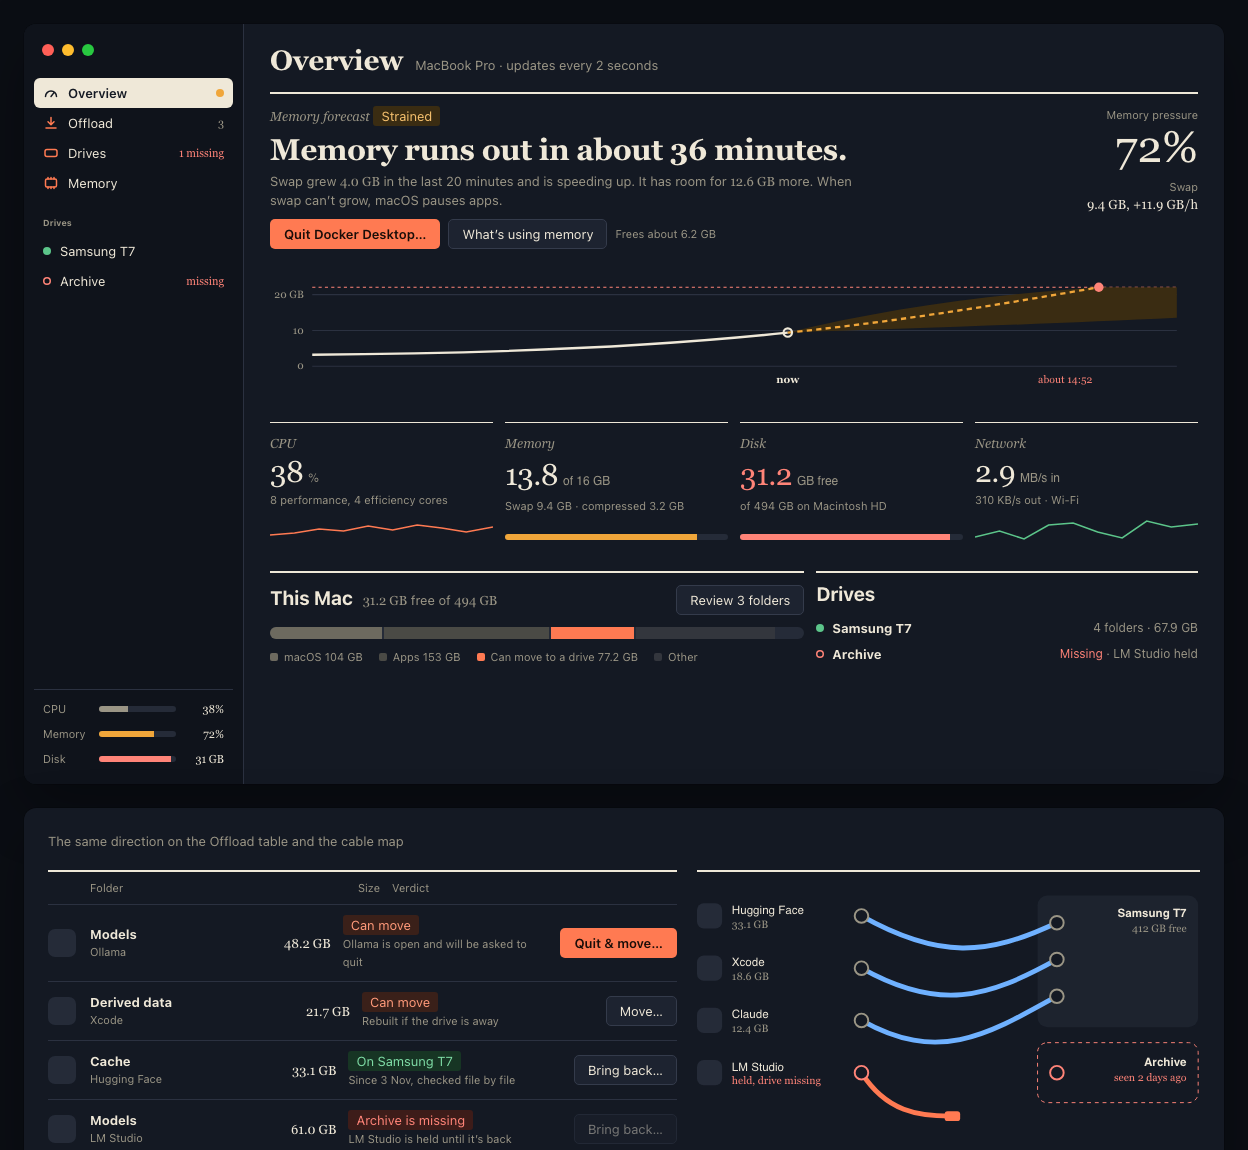 Overview
Offload 3
Drives 1 missing
Memory
Drives
Samsung T7
Archive missing
CPU 38%
Memory 72%
Disk 31 GB
Overview MacBook Pro · updates every 2 seconds
Memory forecast Strained
Memory runs out in about 36 minutes.
Swap grew 4.0 GB in the last 20 minutes and is speeding up. It has room for 12.6 GB more. When
swap can’t grow, macOS pauses apps.
Quit Docker Desktop… What’s using memory Frees about 6.2 GB
Memory pressure
72%
Swap
9.4 GB, +11.9 GB/h
20 GB
10
0
now about 14:52
CPU
38 %
8 performance, 4 efficiency cores
Memory
13.8 of 16 GB
Swap 9.4 GB · compressed 3.2 GB
Disk
31.2 GB free
of 494 GB on Macintosh HD
Network
2.9 MB/s in
310 KB/s out · Wi-Fi
This Mac 31.2 GB free of 494 GB Review 3 folders
macOS 104 GB Apps 153 GB Can move to a drive 77.2 GB Other
Drives
Samsung T7 4 folders · 67.9 GB
Archive Missing · LM Studio held
The same direction on the Offload table and the cable map
Folder Size Verdict
Models
Ollama
48.2 GB
Can move
Ollama is open and will be asked to
quit
Quit & move…
Derived data
Xcode
21.7 GB
Can move
Rebuilt if the drive is away
Move…
Cache
Hugging Face
33.1 GB
On Samsung T7
Since 3 Nov, checked file by file
Bring back…
Models
LM Studio
61.0 GB
Archive is missing
LM Studio is held until it’s back
Bring back…
Hugging Face
33.1 GB
Xcode
18.6 GB
Claude
12.4 GB
LM Studio
held, drive missing
Samsung T7
412 GB free
Archive
seen 2 days ago